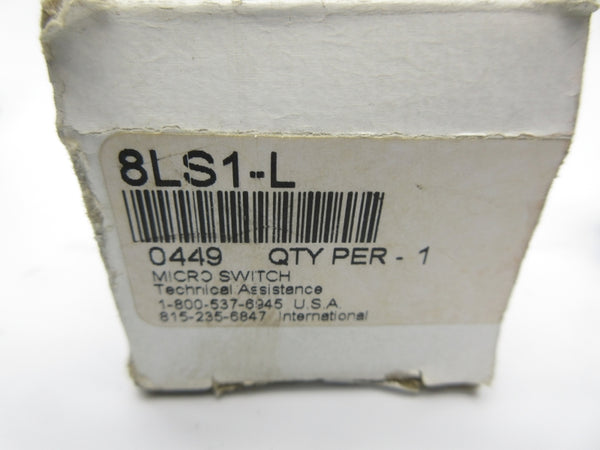 8LS1-L
0449 QTY PER - 1
MICRO SWITCH
Technical Assistance
1-800-537-6945 U.S.A.
815-235-6847 International